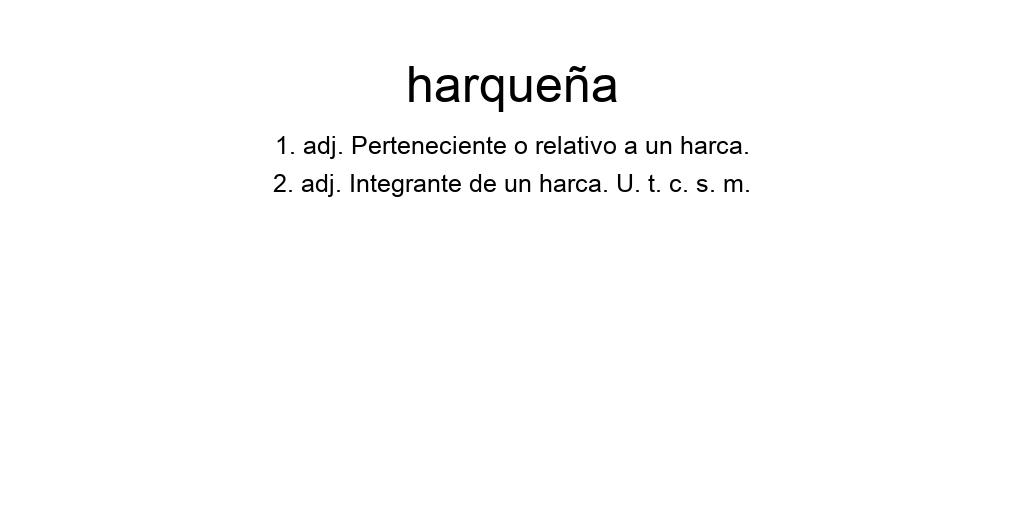 harqueña
1. adj. Perteneciente o relativo a un harca.
2. adj. Integrante de un harca. U. t. c. s. m.